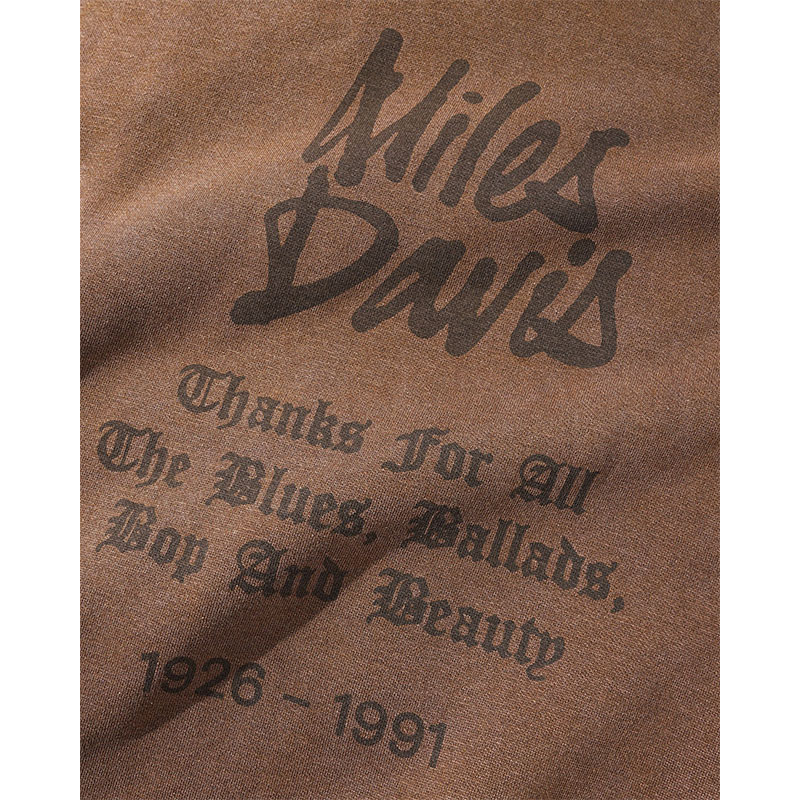 Miles
Davis
Thanks For All
The Blues, Ballads,
Bop And Beauty
1926 – 1991